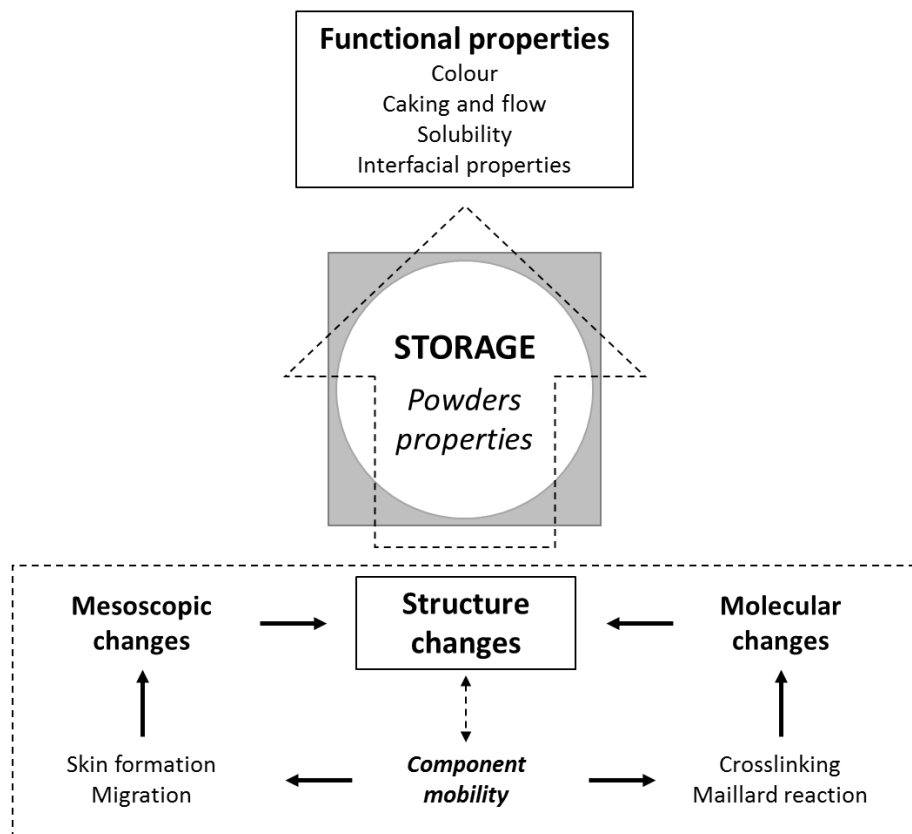 Functional properties
Colour
Caking and flow
Solubility
Interfacial properties
STORAGE
Powders
properties
Mesoscopic
changes
Structure
changes
Molecular
changes
Skin formation
Migration
Component
mobility
Crosslinking
Maillard reaction